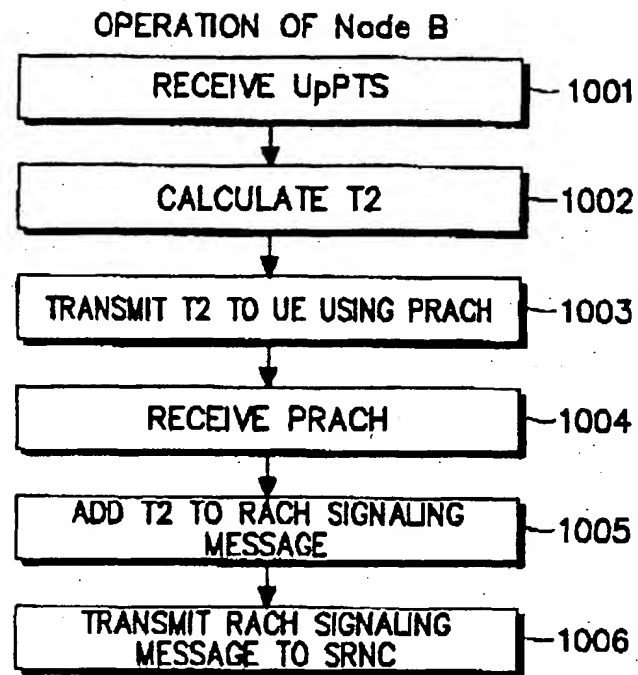 OPERATION OF Node B
RECEIVE UpPTS
1001
CALCULATE T2
1002
TRANSMIT T2 TO UE USING PRACH
1003
RECEIVE PRACH
1004
ADD T2 TO RACH SIGNALING
MESSAGE
1005
TRANSMIT RACH SIGNALING
MESSAGE TO SRNC
1006